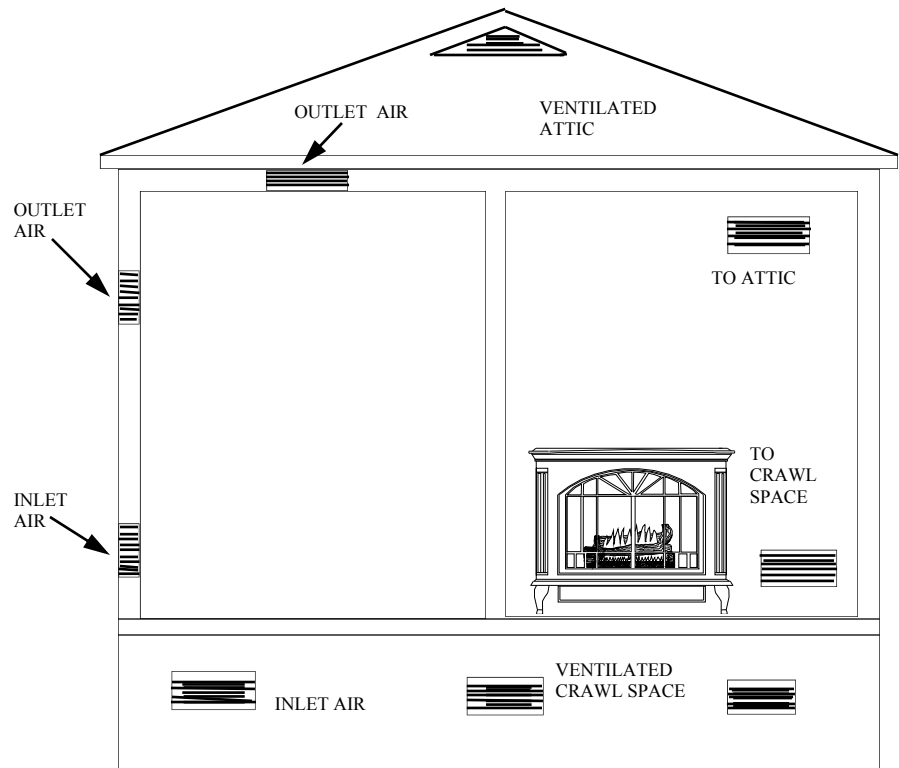 OUTLET AIR
VENTILATED
ATTIC
OUTLET
AIR
TO ATTIC
TO
CRAWL
SPACE
INLET
AIR
VENTILATED
CRAWL SPACE
INLET AIR